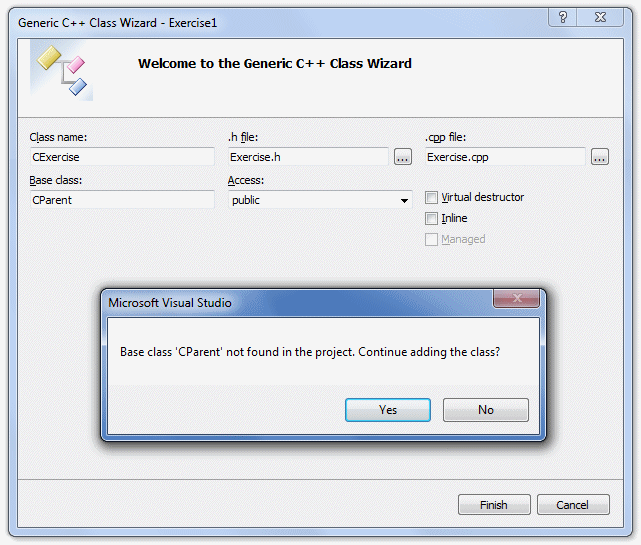 Generic C++ Class Wizard - Exercise1
Welcome to the Generic C++ Class Wizard
Class name: .h file: .cpp file:
CExercise Exercise.h ... Exercise.cpp ...
Base class: Access:
CParent public
Virtual destructor
Inline
Managed
Microsoft Visual Studio
Base class 'CParent' not found in the project. Continue adding the class?
Yes No
Finish Cancel